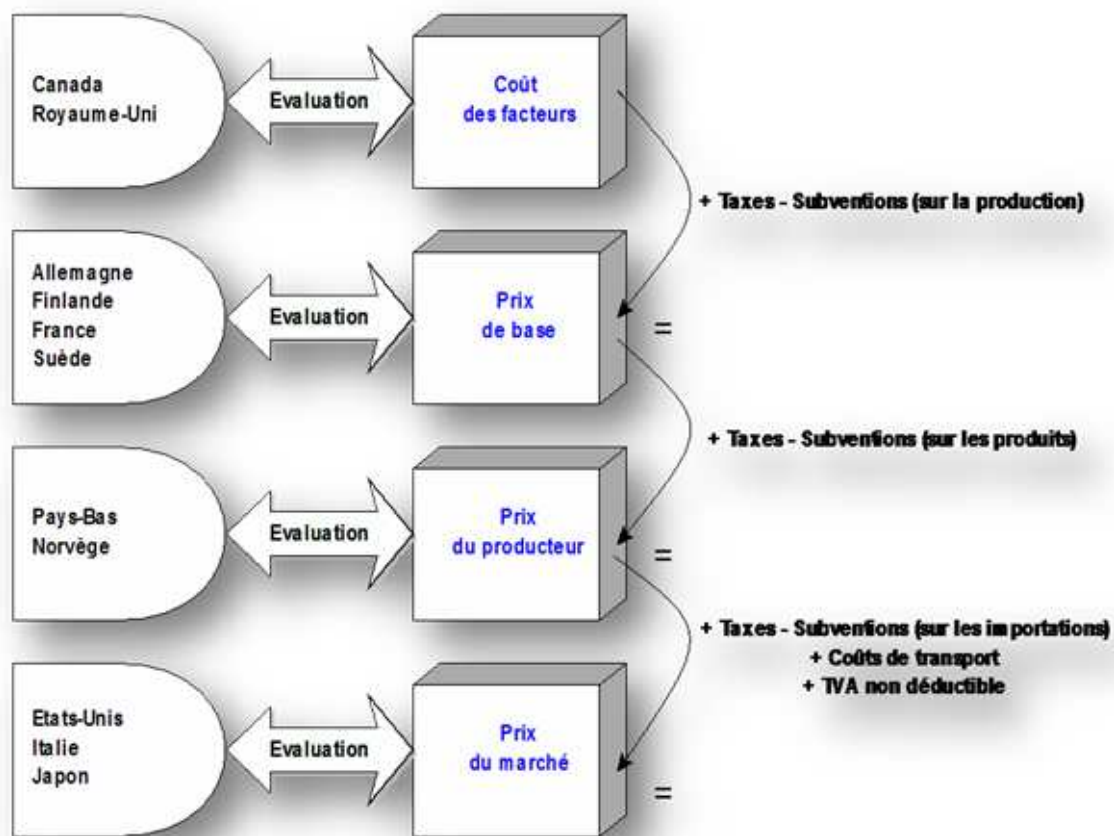 Canada
Royaume-Uni
Evaluation
Coût
des facteurs
+ Taxes - Subventions (sur la production)
Allemagne
Finlande
France
Suède
Evaluation
Prix
de base
=
+ Taxes - Subventions (sur les produits)
Pays-Bas
Norvège
Evaluation
Prix
du producteur
=
+ Taxes - Subventions (sur les importations)
+ Coûts de transport
+ TVA non déductible
Etats-Unis
Italie
Japon
Evaluation
Prix
du marché
=